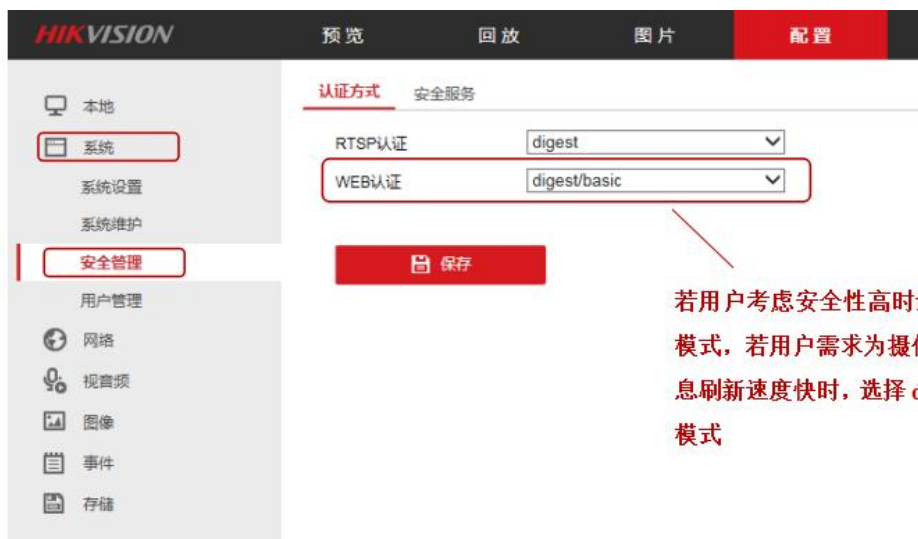 HIKVISION 预览 回放 图片 配置
认证方式 安全服务
本地
RTSP认证 digest
系统
WEB认证 digest/basic
系统设置
系统维护
安全管理
保存
用户管理
若用户考虑安全性高时
网络
模式，若用户需求为摄
视音频
息刷新速度快时，选择 d
图像
模式
事件
存储